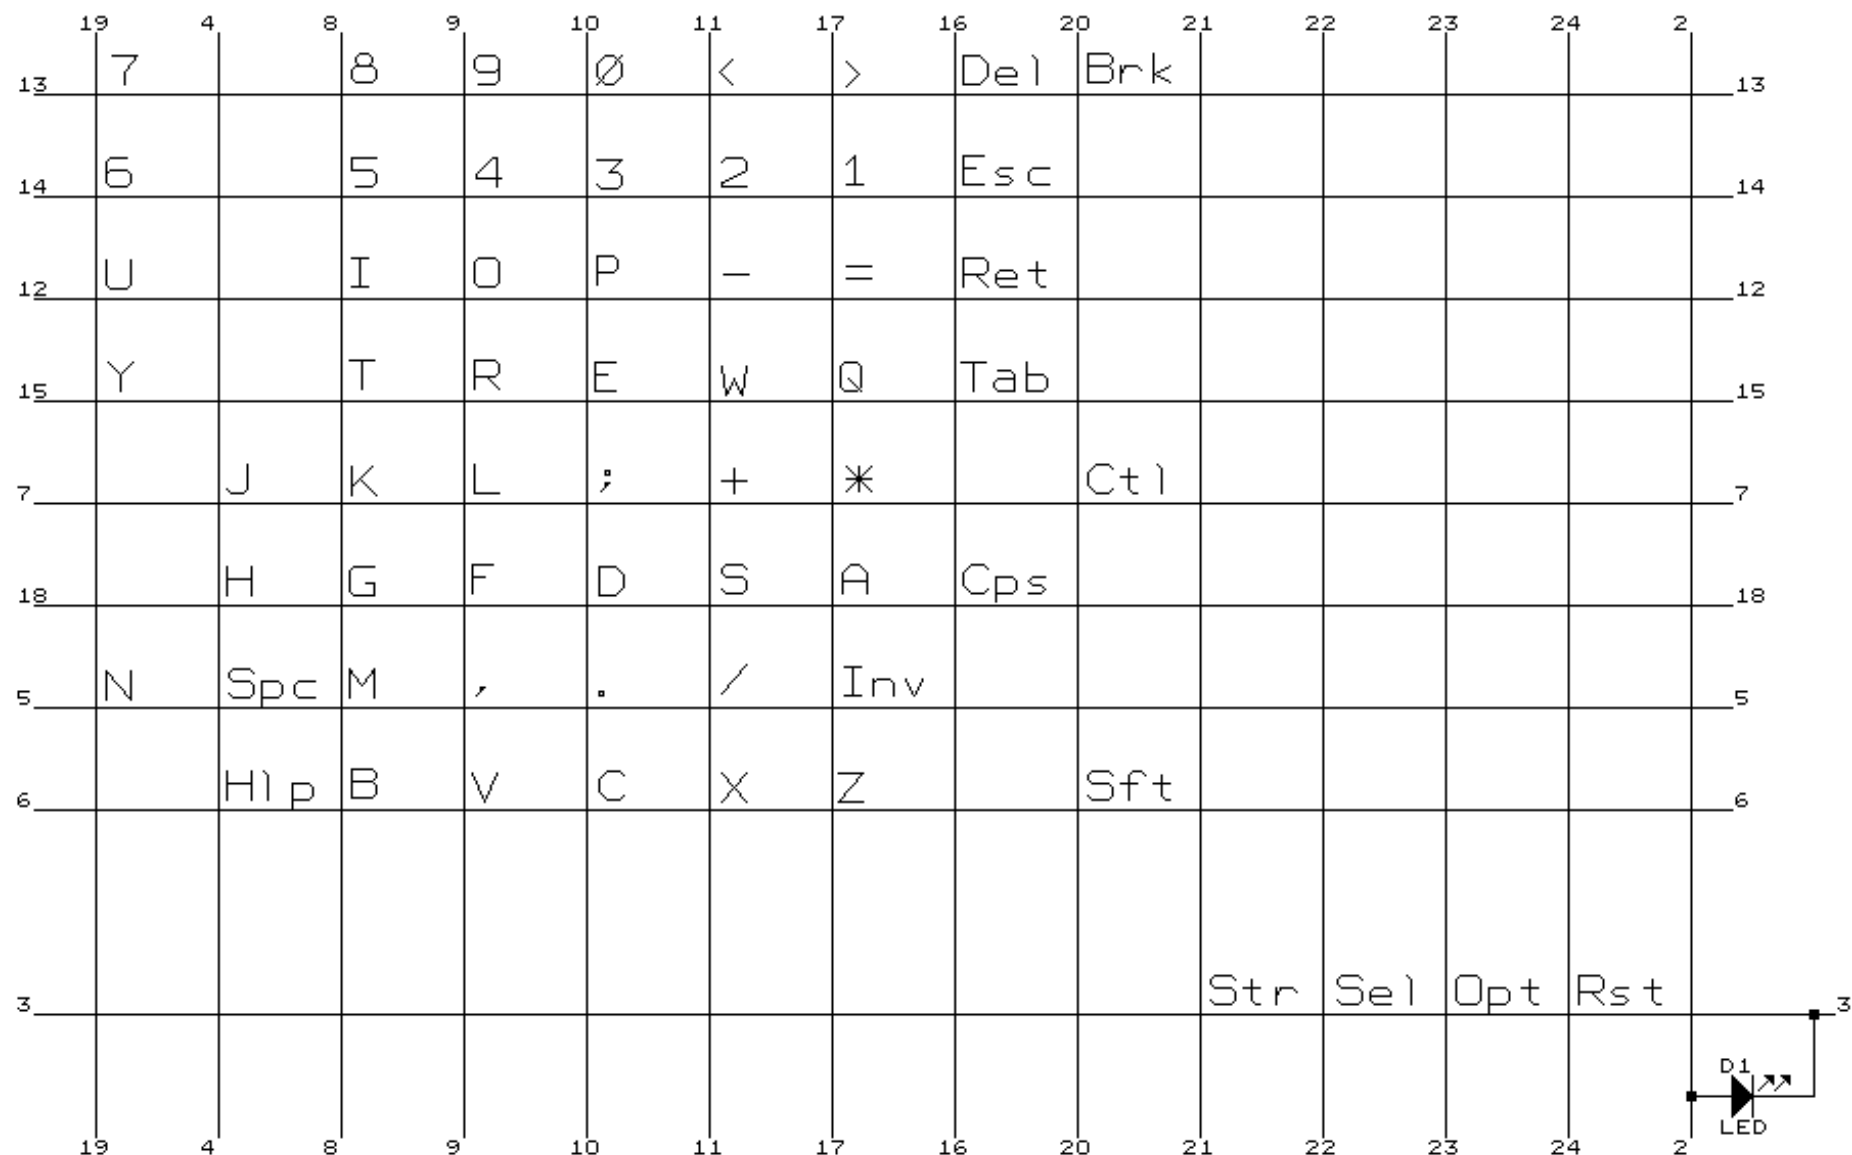 19 4 8 9 10 11 17 16 20 21 22 23 24 2
7 8 9 0 < > Del Brk
13 13
6 5 4 3 2 1 Esc
14 14
U I O P - = Ret
12 12
Y T R E W Q Tab
15 15
J K L ; + * Ctl
7 7
H G F D S A Cps
18 18
N Spc M , . / Inv
5 5
Hlp B V C X Z Sft
6 6
Str Sel Opt Rst
3 3
D1
LED
19 4 8 9 10 11 17 16 20 21 22 23 24 2